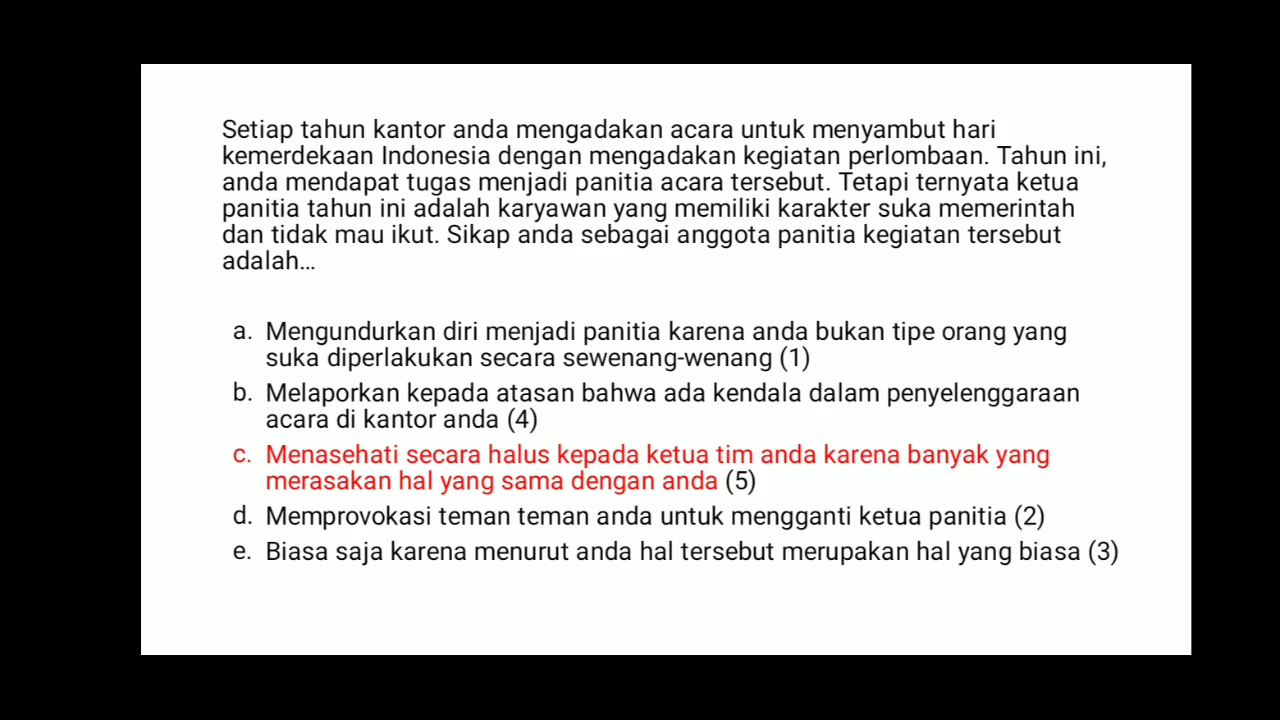 Setiap tahun kantor anda mengadakan acara untuk menyambut hari
kemerdekaan Indonesia dengan mengadakan kegiatan perlombaan. Tahun ini,
anda mendapat tugas menjadi panitia acara tersebut. Tetapi ternyata ketua
panitia tahun ini adalah karyawan yang memiliki karakter suka memerintah
dan tidak mau ikut. Sikap anda sebagai anggota panitia kegiatan tersebut
adalah...
a. Mengundurkan diri menjadi panitia karena anda bukan tipe orang yang
suka diperlakukan secara sewenang-wenang (1)
b. Melaporkan kepada atasan bahwa ada kendala dalam penyelenggaraan
acara di kantor anda (4)
c. Menasehati secara halus kepada ketua tim anda karena banyak yang
merasakan hal yang sama dengan anda (5)
d. Memprovokasi teman teman anda untuk mengganti ketua panitia (2)
e. Biasa saja karena menurut anda hal tersebut merupakan hal yang biasa (3)